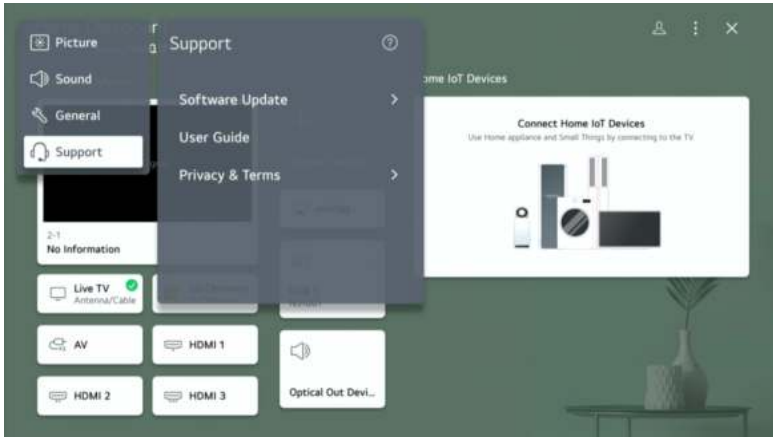 Picture
Sound
General
Support
Support
Software Update
User Guide
Privacy & Terms
Home IoT Devices
Connect Home IoT Devices
Use Home appliance and Small Things by connecting to the TV.
2-1
No Information
Live TV
Antenna/Cable
AV
HDMI 1
HDMI 2
HDMI 3
Optical Out Devi...